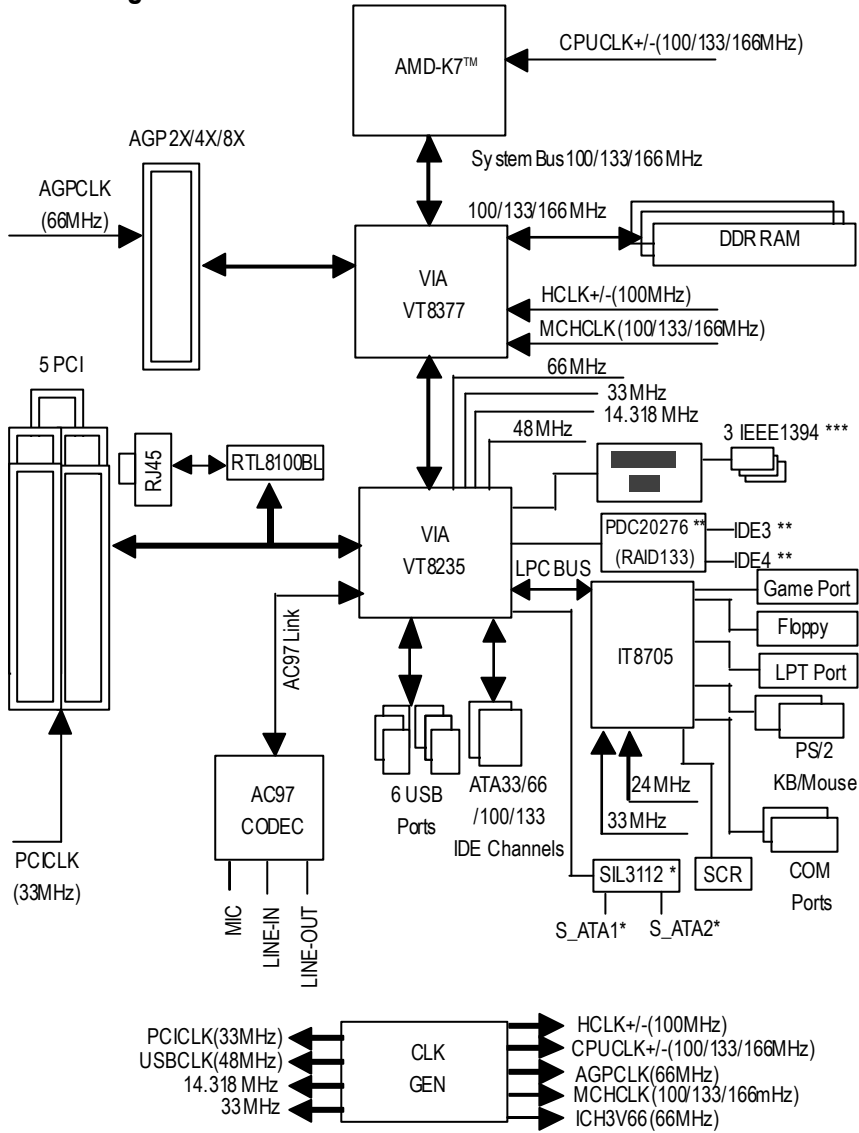 AMD-K7™
CPUCLK+/-(100/133/166MHz)
AGP 2X/4X/8X
System Bus 100/133/166 MHz
AGPCLK
(66MHz)
100/133/166 MHz
DDR RAM
VIA
VT8377
HCLK+/-(100MHz)
MCHCLK (100/133/166MHz)
5 PCI
66 MHz
33 MHz
14.318 MHz
48 MHz
3 IEEE1394 ***
RJ45
RTL8100BL
VIA
VT8235
PDC20276 **
(RAID133)
IDE3 **
IDE4 **
LPC BUS
Game Port
Floppy
IT8705
LPT Port
AC97 Link
PS/2
KB/Mouse
24 MHz
33 MHz
AC97
CODEC
6 USB
Ports
ATA33/66
/100/133
IDE Channels
PCICLK
(33MHz)
SIL3112 *
SCR
COM
Ports
MIC
LINE-IN
LINE-OUT
S_ATA1*
S_ATA2*
CLK
GEN
PCICLK(33MHz)
USBCLK(48MHz)
14.318 MHz
33 MHz
HCLK+/-(100MHz)
CPUCLK+/-(100/133/166MHz)
AGPCLK(66MHz)
MCHCLK(100/133/166mHz)
ICH3V66 (66MHz)